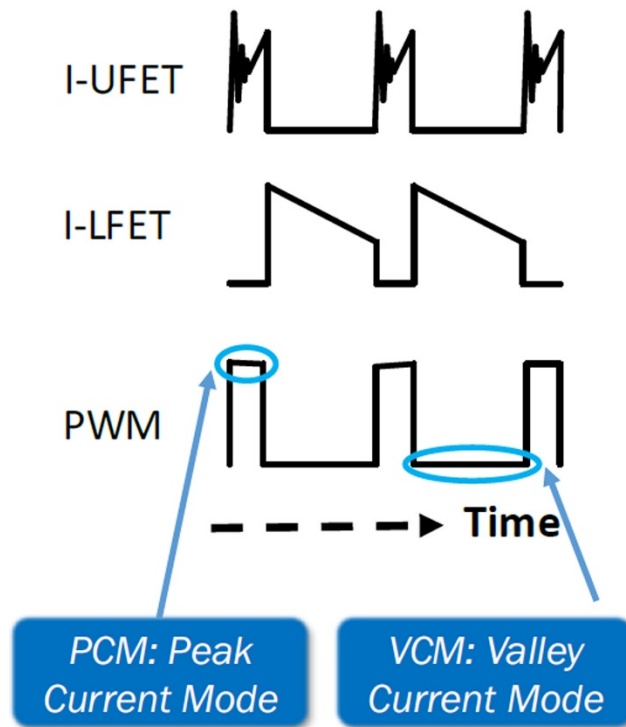 I-UFET
I-LFET
PWM
Time
PCM: Peak
Current Mode
VCM: Valley
Current Mode